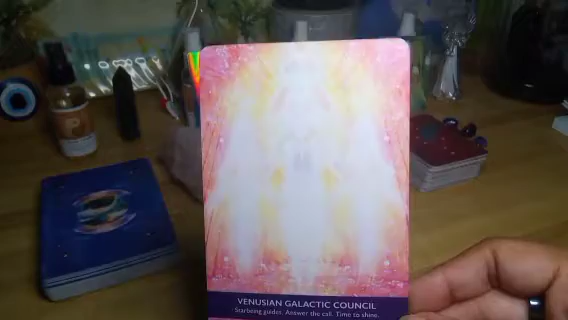 VENUSIAN GALACTIC COUNCIL
Starbeing guides. Answer the call. Time to shine.